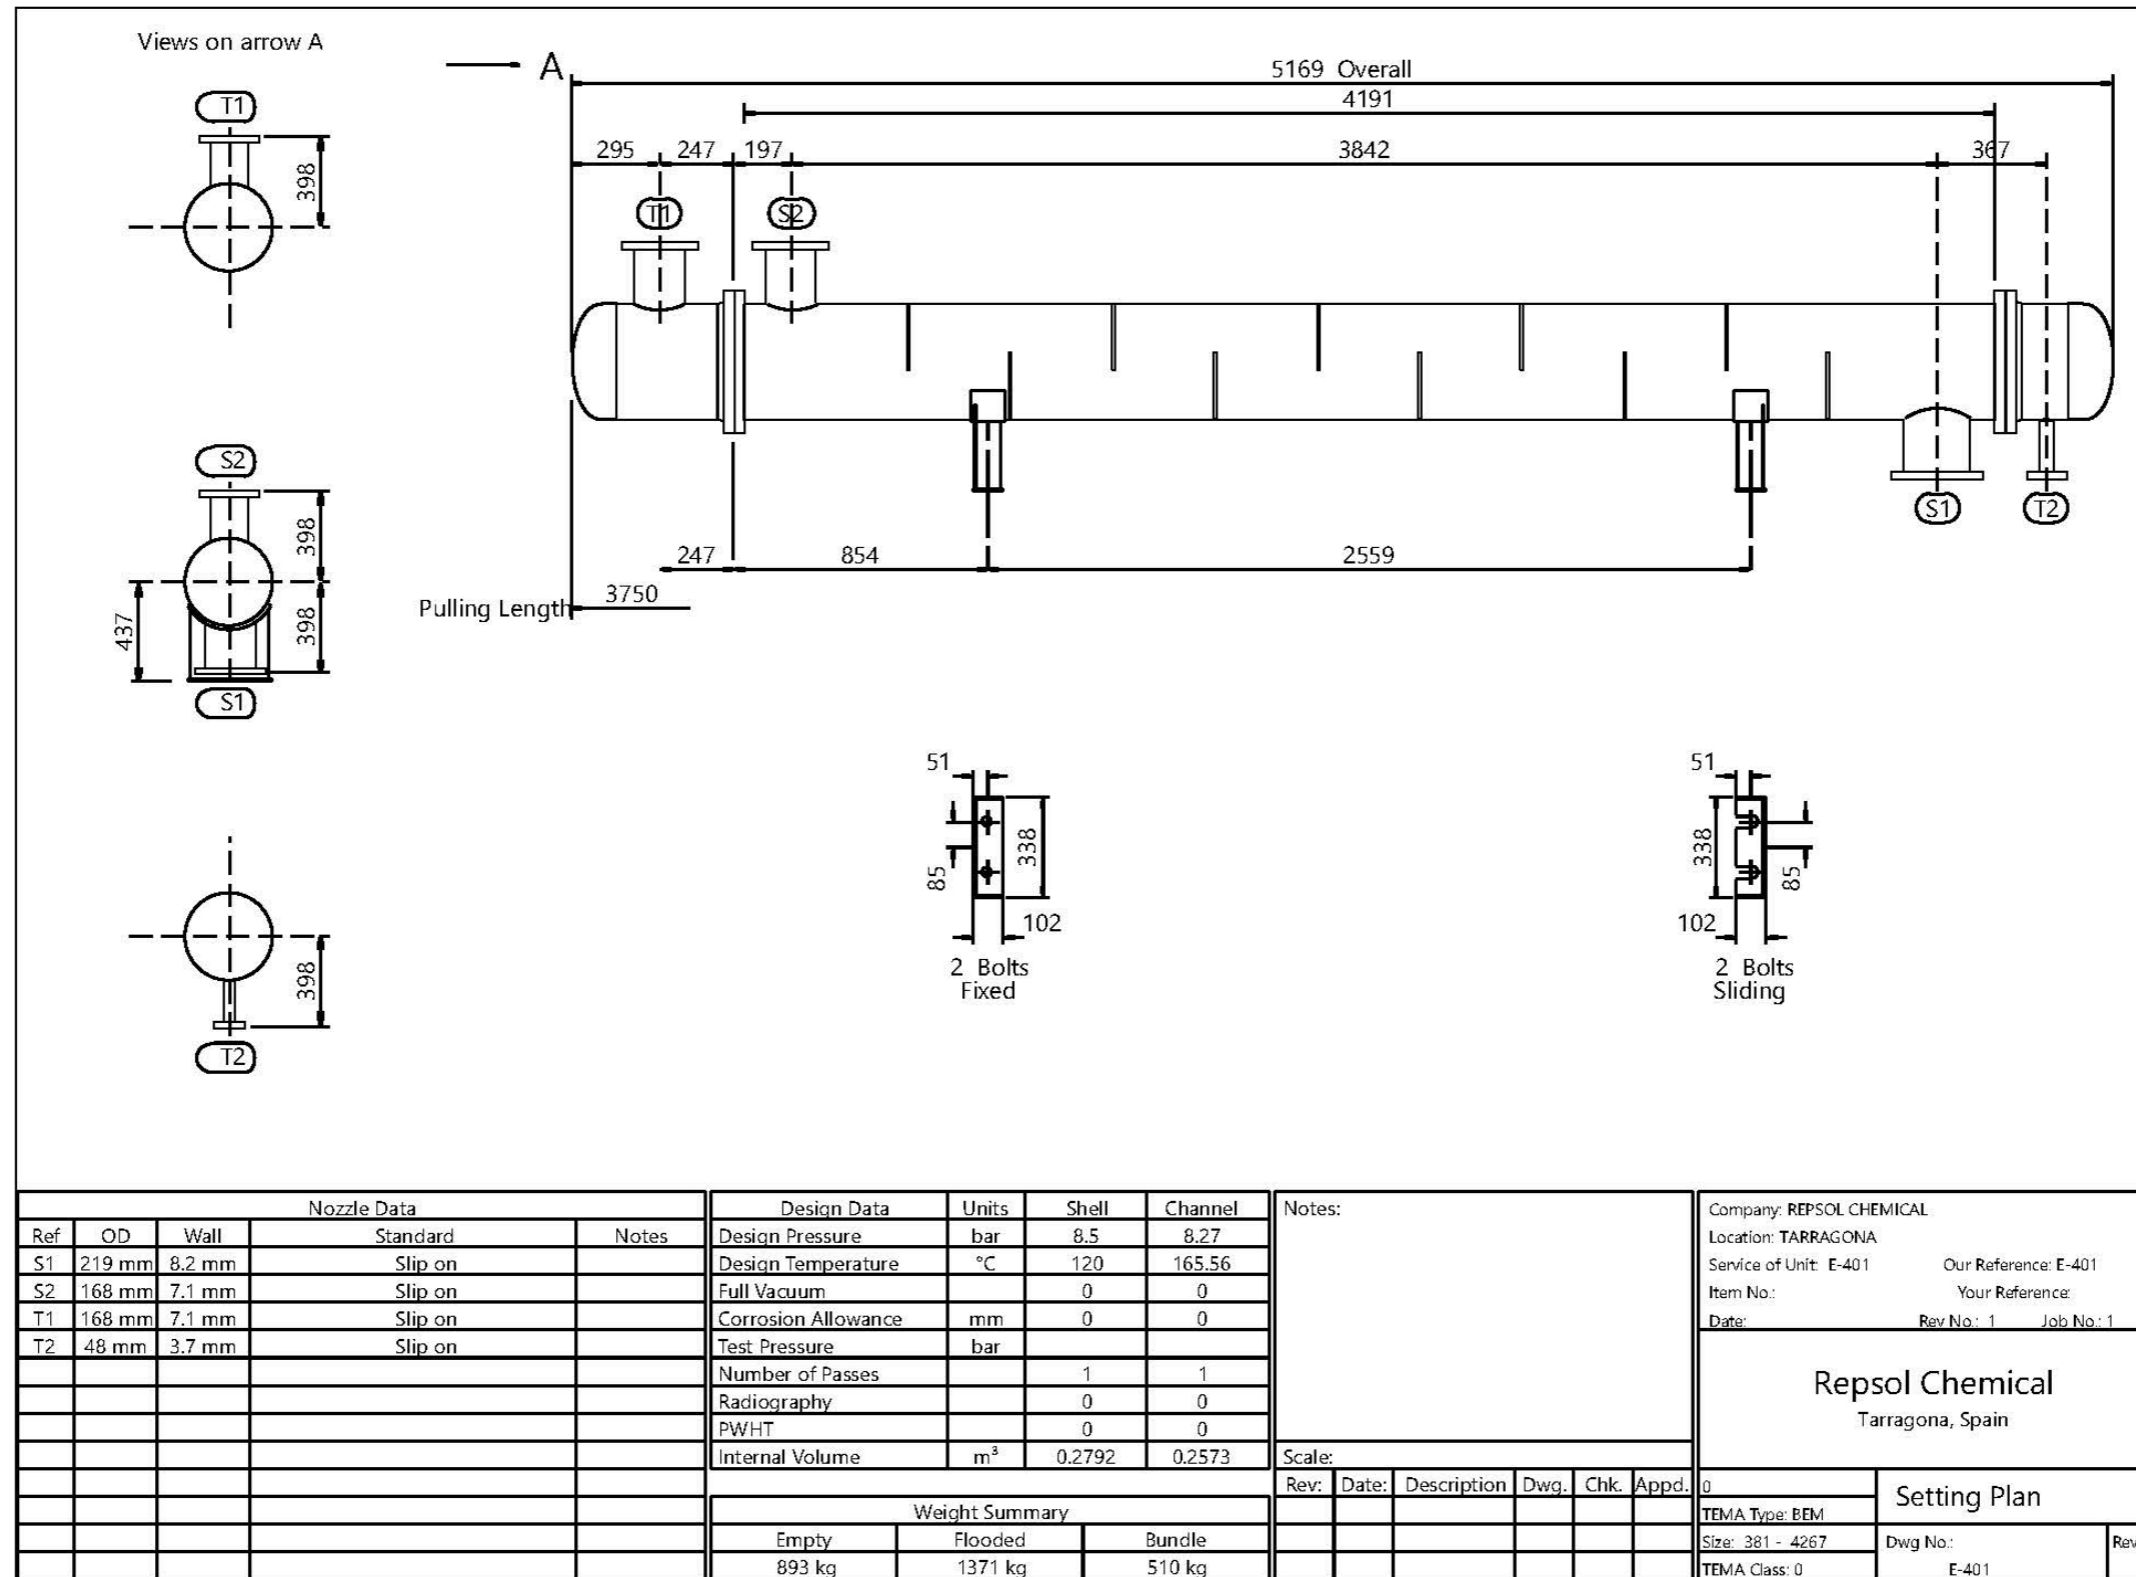 Views on arrow A
A
5169 Overall
4191
295 247 197 3842 367
T1
398
T1 S2
S2
398
437
398
S1
S1 T2
247 854 2559
Pulling Length 3750
51
338
85
102
2 Bolts
Fixed
51
338
85
102
2 Bolts
Sliding
398
T2
Nozzle Data
Ref OD Wall Standard Notes
S1 219 mm 8.2 mm Slip on
S2 168 mm 7.1 mm Slip on
T1 168 mm 7.1 mm Slip on
T2 48 mm 3.7 mm Slip on
Design Data Units Shell Channel
Design Pressure bar 8.5 8.27
Design Temperature °C 120 165.56
Full Vacuum 0 0
Corrosion Allowance mm 0 0
Test Pressure bar
Number of Passes 1 1
Radiography 0 0
PWHT 0 0
Internal Volume m³ 0.2792 0.2573
Weight Summary
Empty Flooded Bundle
893 kg 1371 kg 510 kg
Notes:
Scale:
Rev: Date: Description Dwg. Chk. Appd.
Company: REPSOL CHEMICAL
Location: TARRAGONA
Service of Unit: E-401 Our Reference: E-401
Item No.: Your Reference:
Date: Rev No.: 1 Job No.: 1
Repsol Chemical
Tarragona, Spain
0
Setting Plan
TEMA Type: BEM
Size: 381 - 4267
TEMA Class: 0
Dwg No.: Rev
E-401